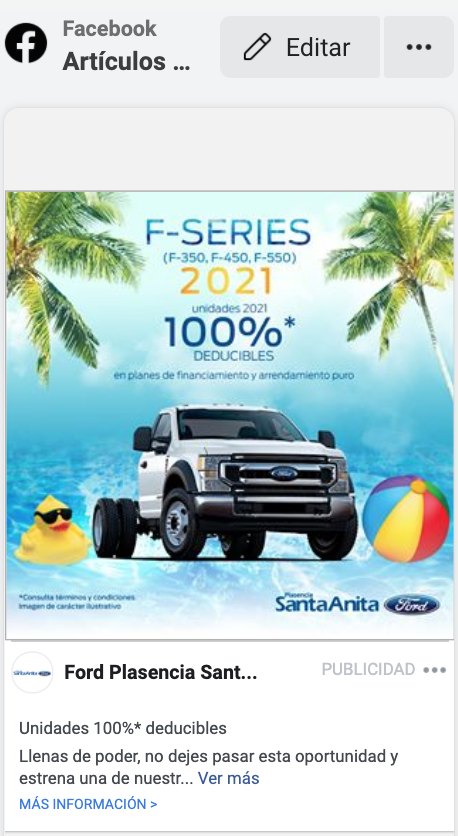 Facebook
Artículos ...
Editar
F-SERIES
(F-350, F-450, F-550)
2021
unidades 2021
100%*
DEDUCIBLES
en planes de financiamiento y arrendamiento puro
*Consulta términos y condiciones
Imagen de carácter ilustrativo
Plasencia
SantaAnita Ford
Ford Plasencia Sant...
PUBLICIDAD
Unidades 100%* deducibles
Llenas de poder, no dejes pasar esta oportunidad y
estrena una de nuestr... Ver más
MÁS INFORMACIÓN >